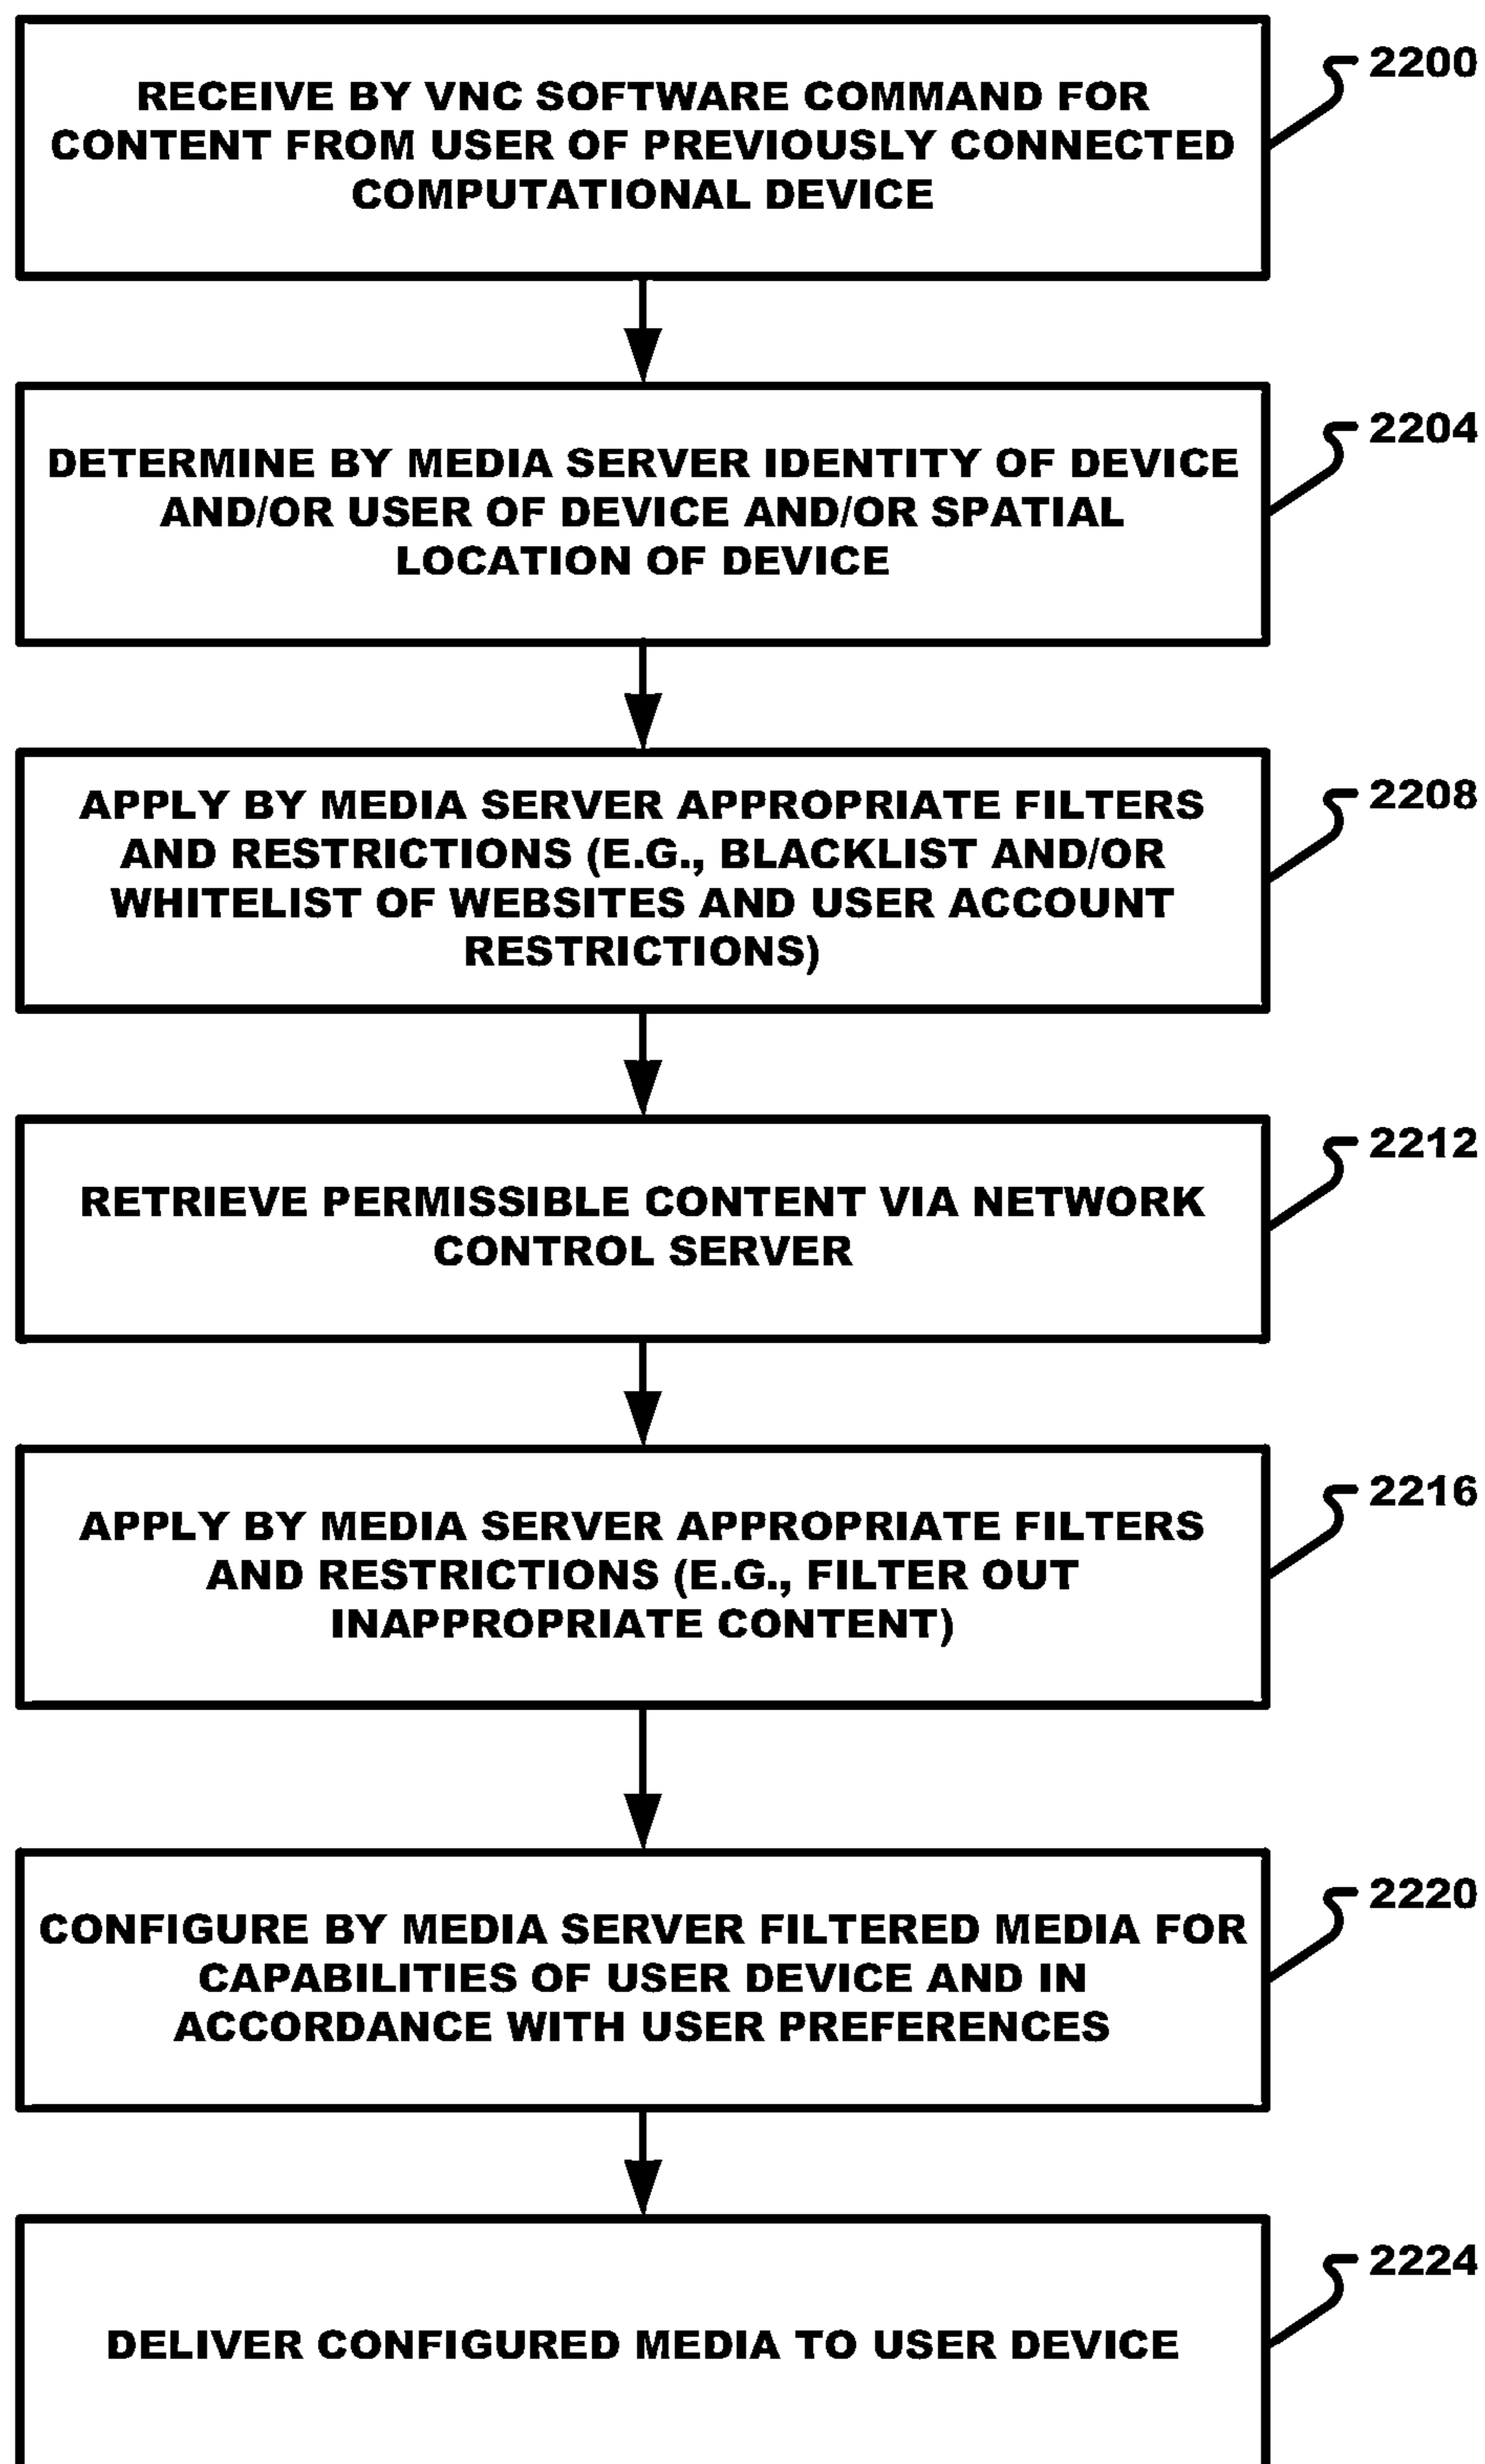 RECEIVE BY VNC SOFTWARE COMMAND FOR
CONTENT FROM USER OF PREVIOUSLY CONNECTED
COMPUTATIONAL DEVICE
2200
DETERMINE BY MEDIA SERVER IDENTITY OF DEVICE
AND/OR USER OF DEVICE AND/OR SPATIAL
LOCATION OF DEVICE
2204
APPLY BY MEDIA SERVER APPROPRIATE FILTERS
AND RESTRICTIONS (E.G., BLACKLIST AND/OR
WHITELIST OF WEBSITES AND USER ACCOUNT
RESTRICTIONS)
2208
RETRIEVE PERMISSIBLE CONTENT VIA NETWORK
CONTROL SERVER
2212
APPLY BY MEDIA SERVER APPROPRIATE FILTERS
AND RESTRICTIONS (E.G., FILTER OUT
INAPPROPRIATE CONTENT)
2216
CONFIGURE BY MEDIA SERVER FILTERED MEDIA FOR
CAPABILITIES OF USER DEVICE AND IN
ACCORDANCE WITH USER PREFERENCES
2220
DELIVER CONFIGURED MEDIA TO USER DEVICE
2224